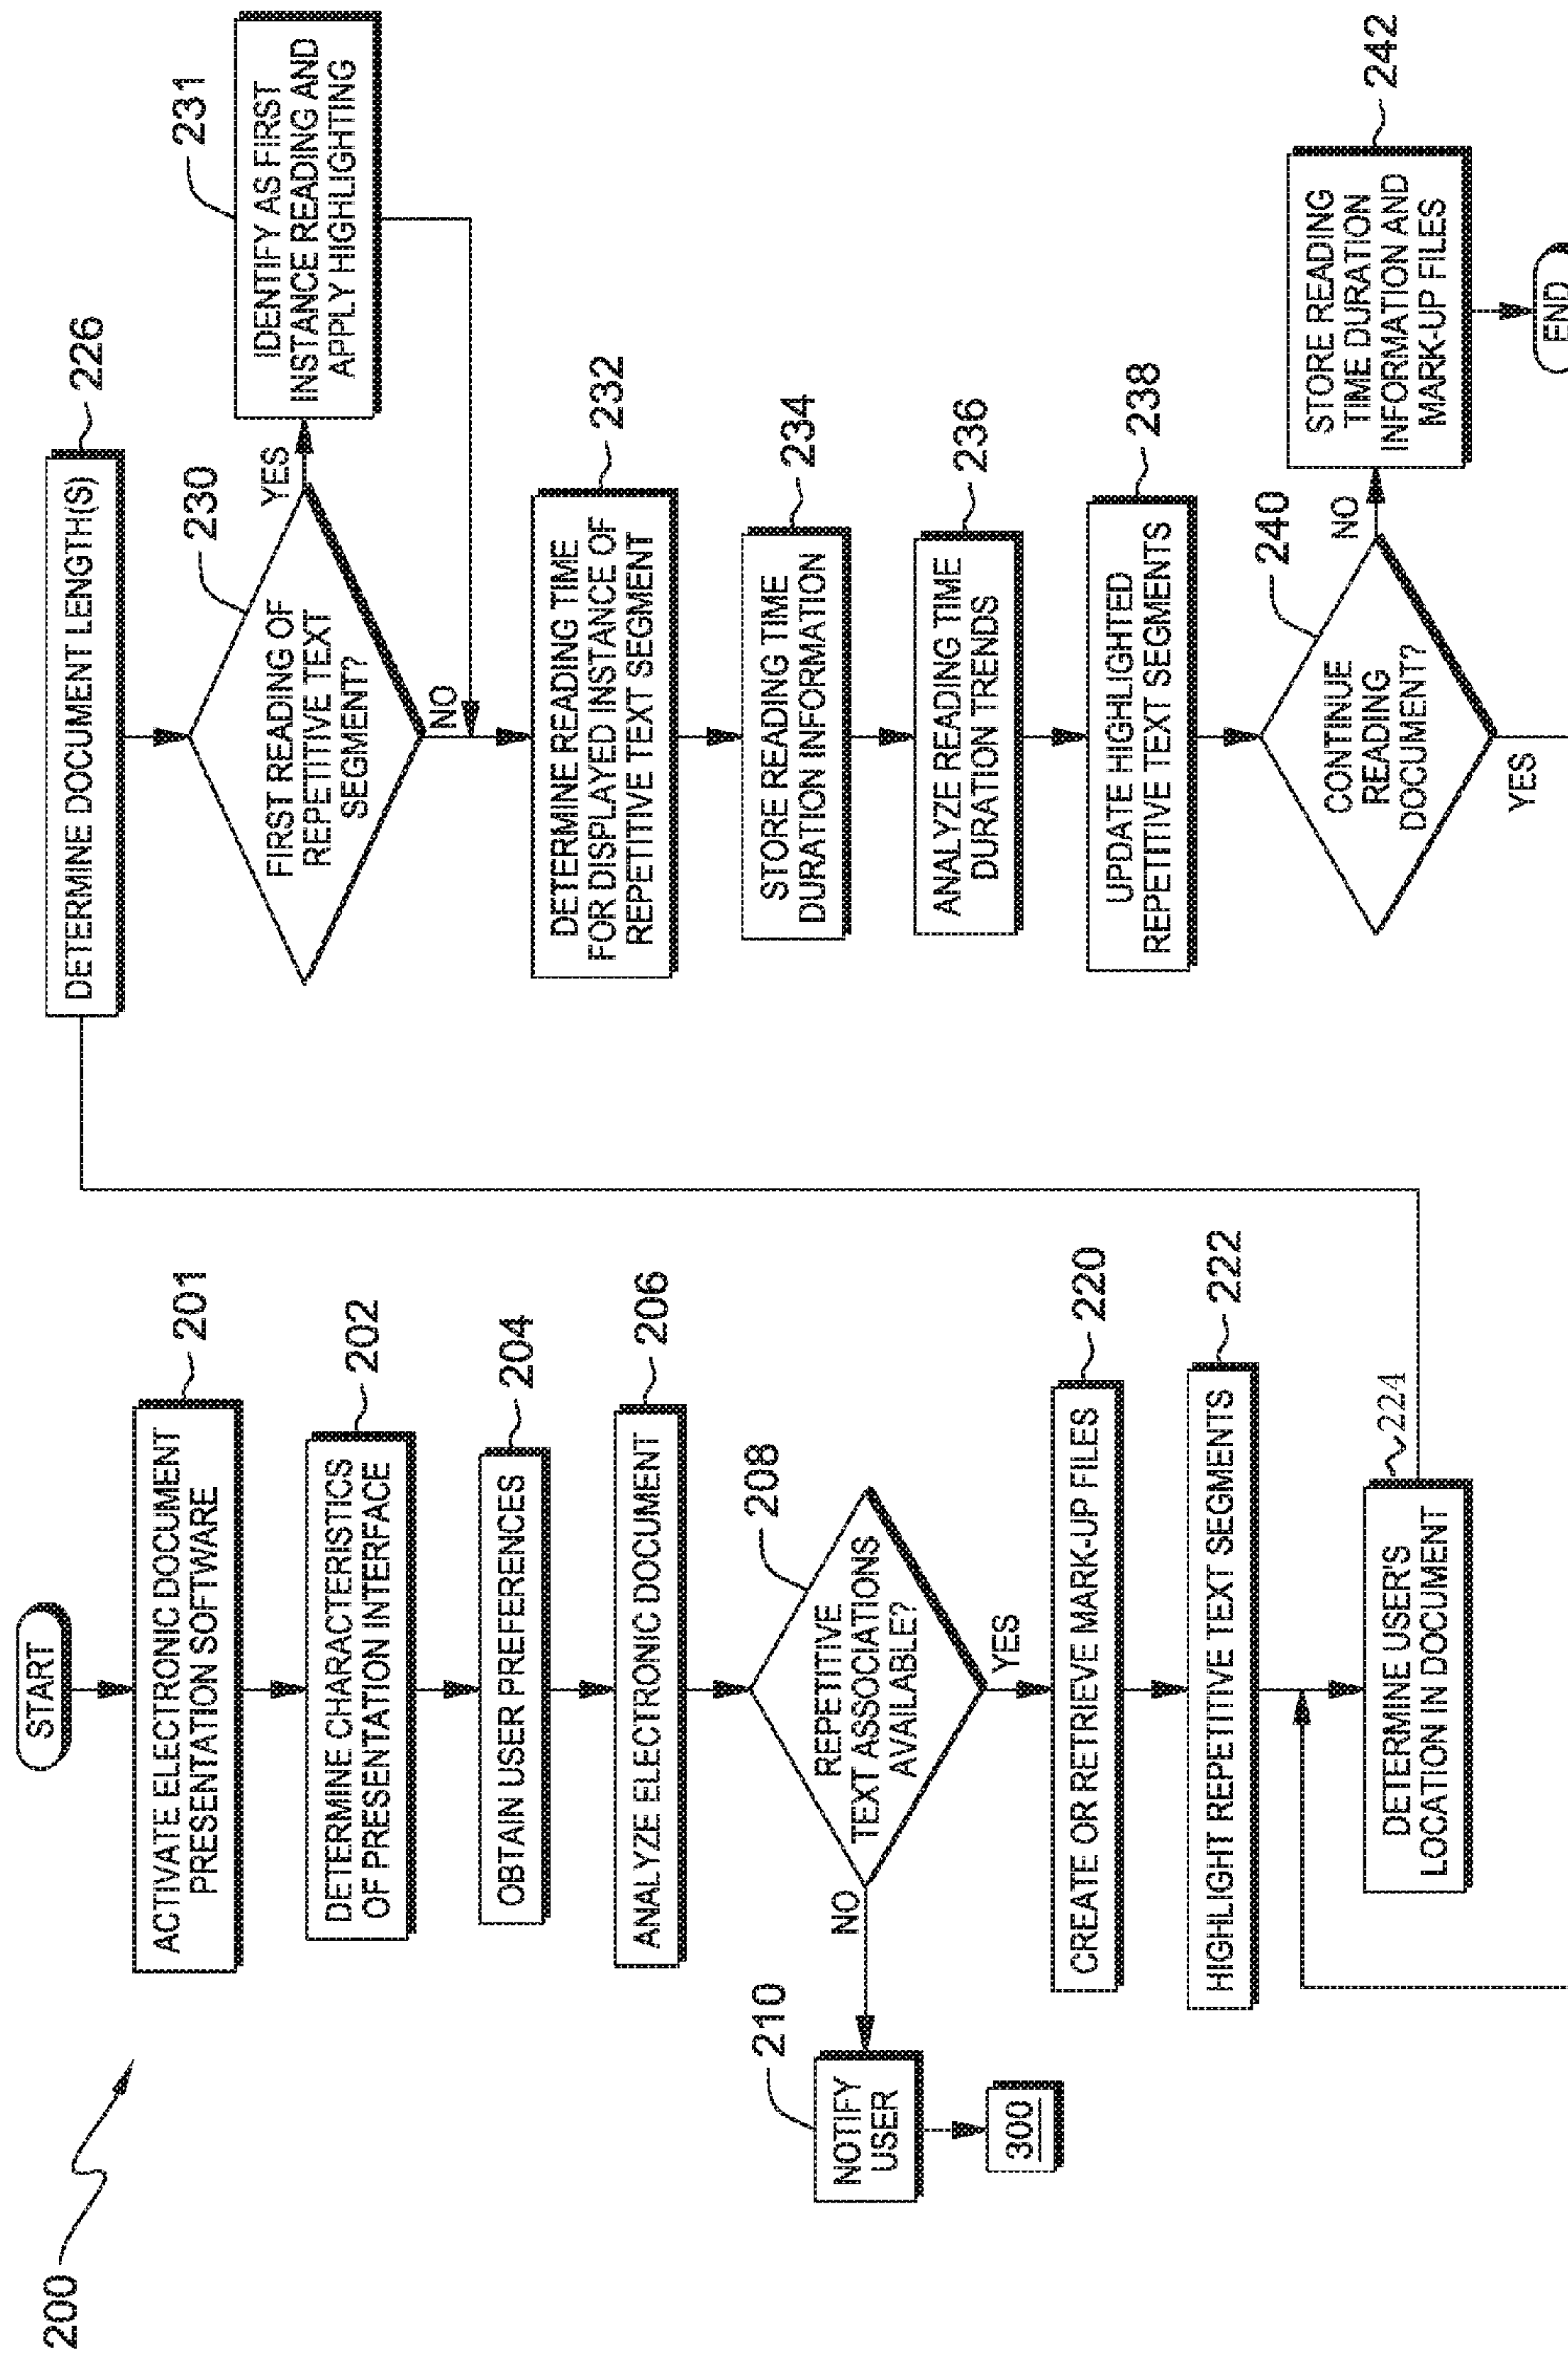 200
START
ACTIVATE ELECTRONIC DOCUMENT
PRESENTATION SOFTWARE
201
DETERMINE CHARACTERISTICS
OF PRESENTATION INTERFACE
202
OBTAIN USER PREFERENCES
204
ANALYZE ELECTRONIC DOCUMENT
206
REPETITIVE
TEXT ASSOCIATIONS
AVAILABLE?
208
NO
NOTIFY
USER
210
300
YES
CREATE OR RETRIEVE MARK-UP FILES
220
HIGHLIGHT REPETITIVE TEXT SEGMENTS
222
DETERMINE USER'S
LOCATION IN DOCUMENT
224
DETERMINE DOCUMENT LENGTH(S)
226
FIRST READING OF
REPETITIVE TEXT
SEGMENT?
230
YES
IDENTIFY AS FIRST
INSTANCE READING AND
APPLY HIGHLIGHTING
231
NO
DETERMINE READING TIME
FOR DISPLAYED INSTANCE OF
REPETITIVE TEXT SEGMENT
232
STORE READING TIME
DURATION INFORMATION
234
ANALYZE READING TIME
DURATION TRENDS
236
UPDATE HIGHLIGHTED
REPETITIVE TEXT SEGMENTS
238
CONTINUE
READING
DOCUMENT?
240
NO
STORE READING
TIME DURATION
INFORMATION AND
MARK-UP FILES
242
END
YES